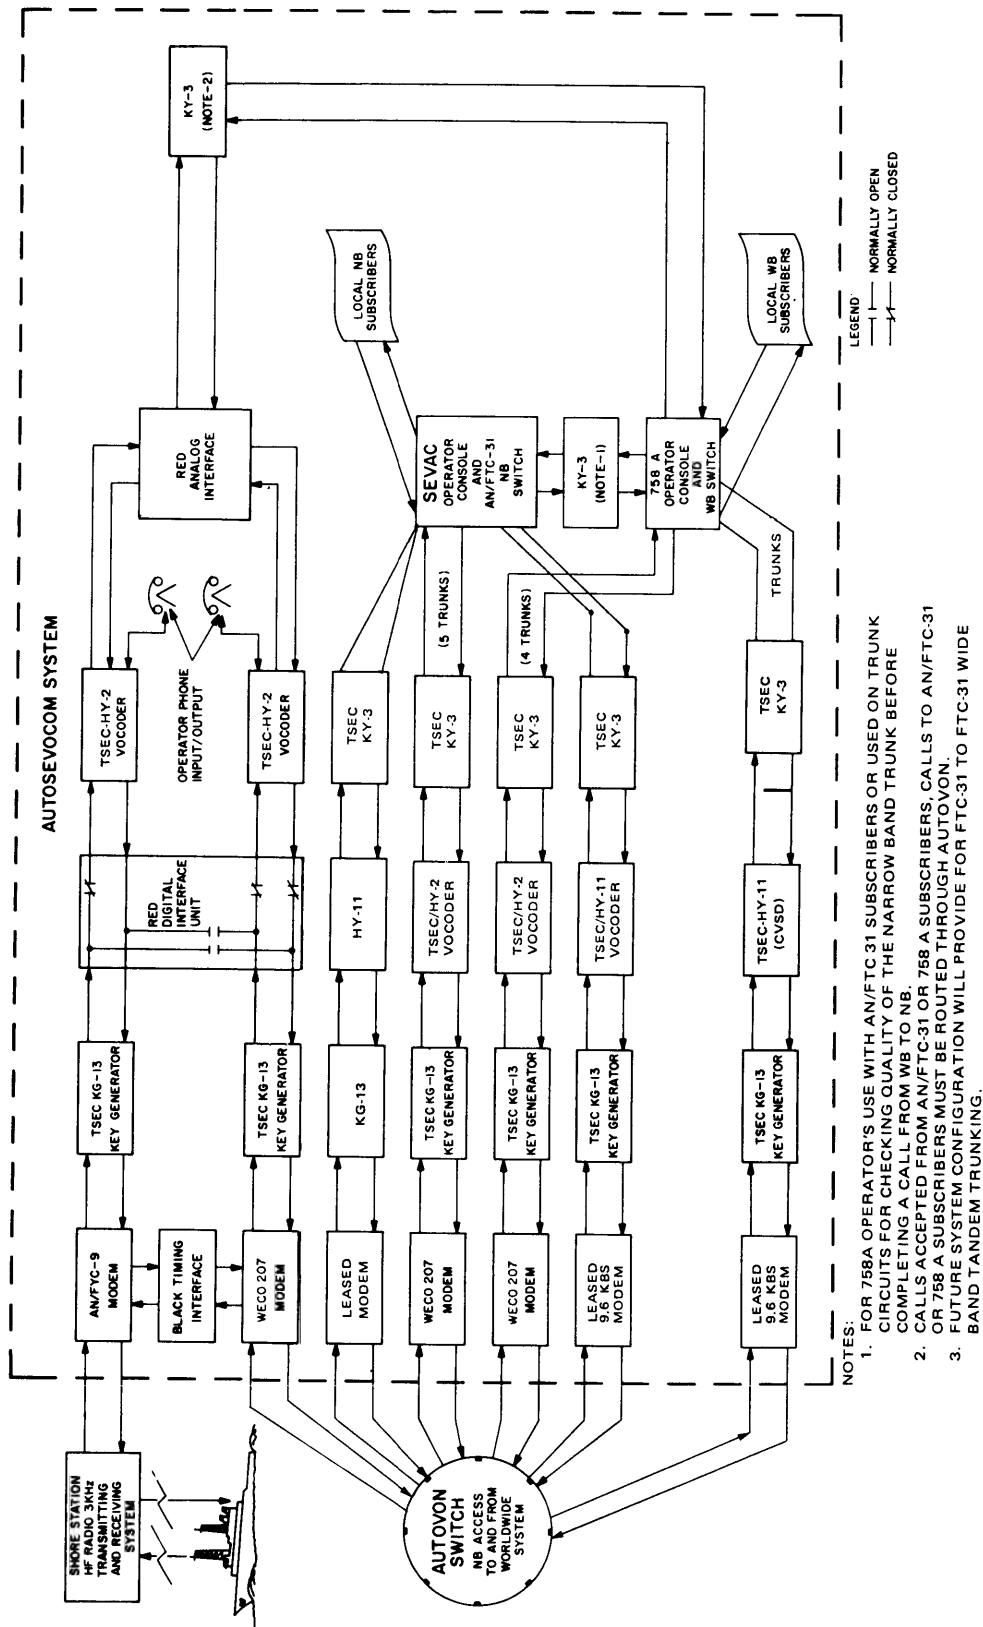 AUTOSEVOCOM SYSTEM
SHORE STATION
HF RADIO 3KHz
TRANSMITTING
AND RECEIVING
SYSTEM
AN/FYC-9
MODEM
TSEC KG-13
KEY GENERATOR
RED
DIGITAL
INTERFACE
UNIT
TSEC-HY-2
VOCODER
RED
ANALOG
INTERFACE
KY-3
(NOTE-2)
BLACK TIMING
INTERFACE
OPERATOR PHONE
INPUT/OUTPUT
WECO 207
MODEM
TSEC KG-13
KEY GENERATOR
TSEC-HY-2
VOCODER
LEASED
MODEM
KG-13
HY-11
TSEC
KY-3
LOCAL NB
SUBSCRIBERS
AUTOVON
SWITCH
NB ACCESS
TO AND FROM
WORLDWIDE
SYSTEM
WECO 207
MODEM
TSEC KG-13
KEY GENERATOR
TSEC/HY-2
VOCODER
TSEC
KY-3
(5 TRUNKS)
SEVAC
OPERATOR
CONSOLE
AND
AN/FTC-31
NB
SWITCH
WECO 207
MODEM
TSEC KG-13
KEY GENERATOR
TSEC/HY-2
VOCODER
TSEC
KY-3
(4 TRUNKS)
KY-3
(NOTE-1)
LEASED
9.6 KBS
MODEM
TSEC KG-13
KEY GENERATOR
TSEC/HY-11
VOCODER
TSEC
KY-3
758 A
OPERATOR
CONSOLE
AND
WB SWITCH
LEASED
9.6 KBS
MODEM
TSEC KG-13
KEY GENERATOR
TSEC-HY-11
(CVSD)
TSEC
KY-3
TRUNKS
LOCAL WB
SUBSCRIBERS
LEGEND:
NORMALLY OPEN
NORMALLY CLOSED
NOTES:
1. FOR 758A OPERATOR'S USE WITH AN/FTC 31 SUBSCRIBERS OR USED ON TRUNK
CIRCUITS FOR CHECKING QUALITY OF THE NARROW BAND TRUNK BEFORE
COMPLETING A CALL FROM WB TO NB.
2. CALLS ACCEPTED FROM AN/FTC-31 OR 758 A SUBSCRIBERS, CALLS TO AN/FTC-31
OR 758 A SUBSCRIBERS MUST BE ROUTED THROUGH AUTOVON.
3. FUTURE SYSTEM CONFIGURATION WILL PROVIDE FOR FTC-31 TO FTC-31 WIDE
BAND TANDEM TRUNKING.